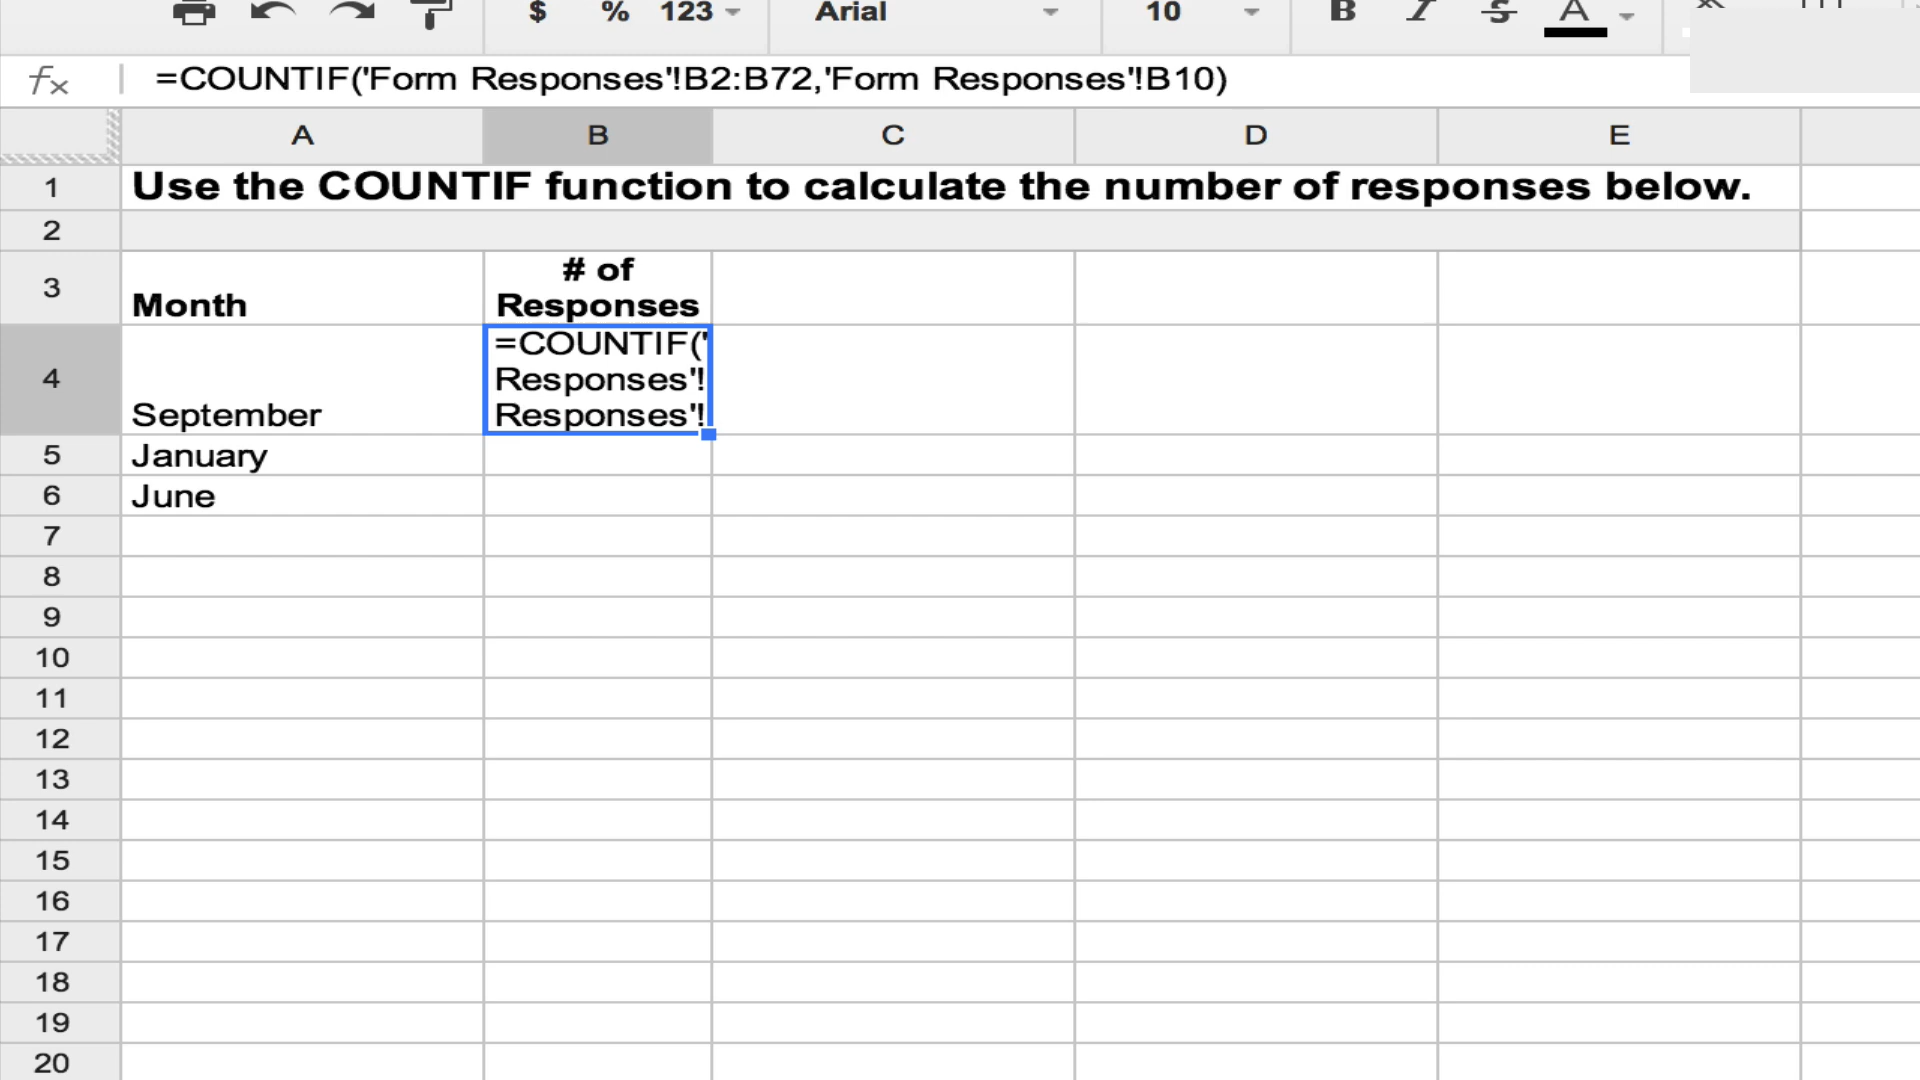 $ % 123 Arial 10 B I S A
fx =COUNTIF('Form Responses'!B2:B72,'Form Responses'!B10)
A B C D E
1 Use the COUNTIF function to calculate the number of responses below.
2
# of
3 Month Responses
=COUNTIF('
4 Responses'!
September Responses'!
5 January
6 June
7
8
9
10
11
12
13
14
15
16
17
18
19
20